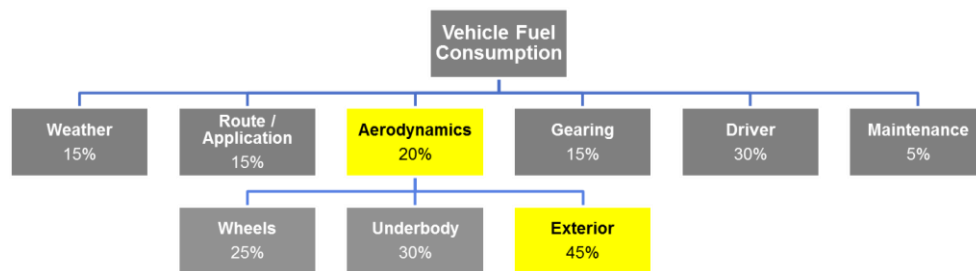 Vehicle Fuel
Consumption
Weather
15%
Route /
Application
15%
Aerodynamics
20%
Gearing
15%
Driver
30%
Maintenance
5%
Wheels
25%
Underbody
30%
Exterior
45%